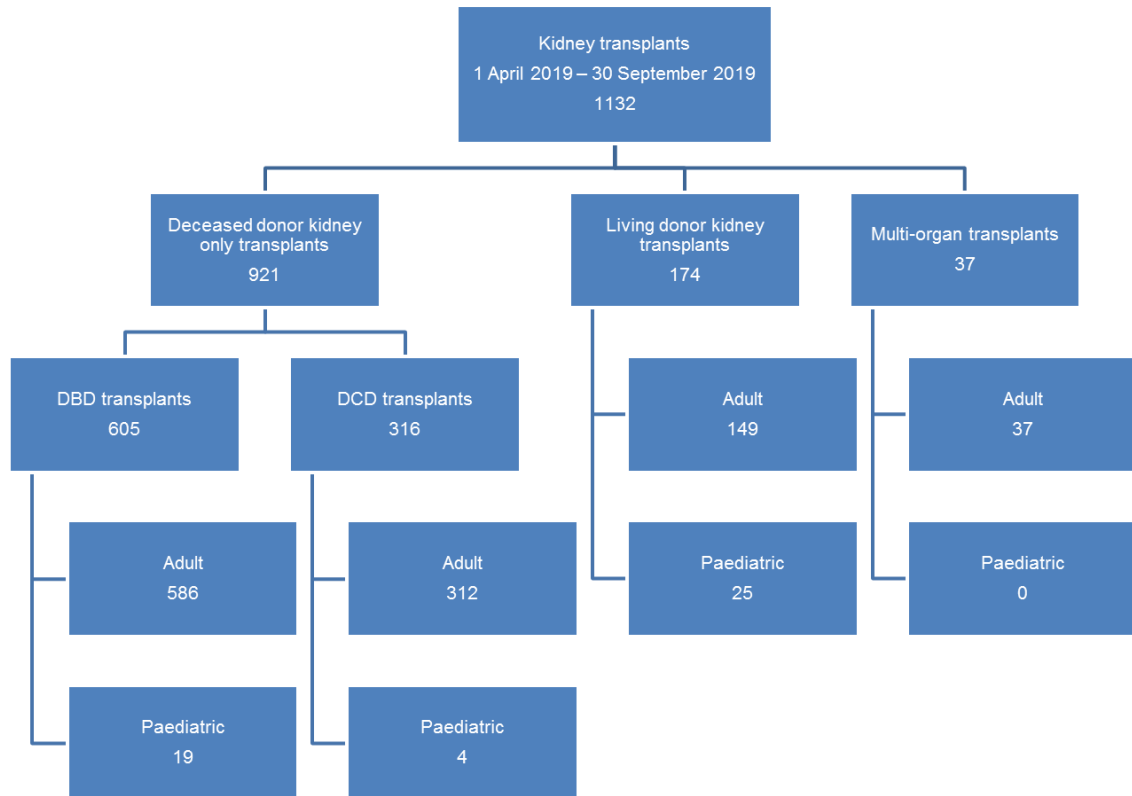 Kidney transplants
1 April 2019 – 30 September 2019
1132
Deceased donor kidney
only transplants
921
Living donor kidney
transplants
174
Multi-organ transplants
37
DBD transplants
605
DCD transplants
316
Adult
149
Adult
37
Adult
586
Adult
312
Paediatric
25
Paediatric
0
Paediatric
19
Paediatric
4